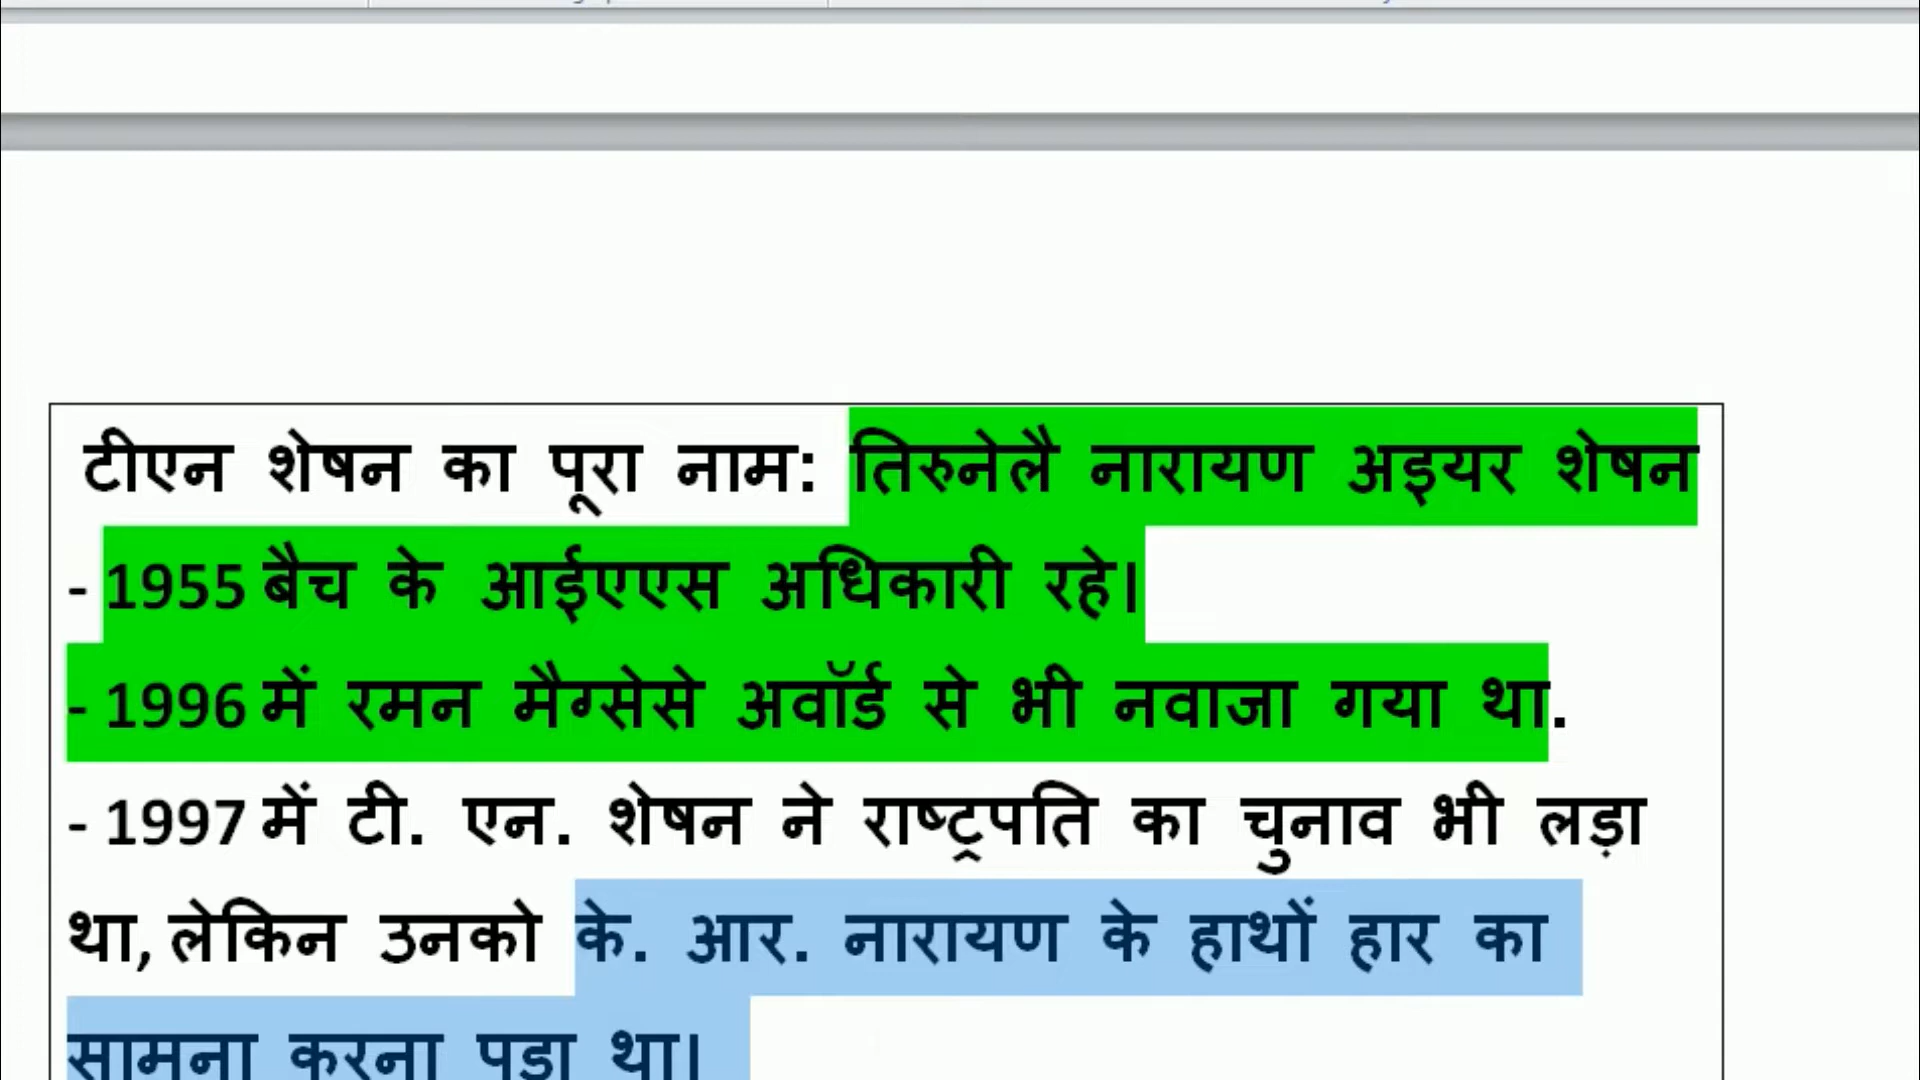 टीएन शेषन का पूरा नाम: तिरुनेलै नारायण अइयर शेषन
- 1955 बैच के आईएएस अधिकारी रहे।
- 1996 में रमन मैग्सेसे अवॉर्ड से भी नवाजा गया था.
- 1997 में टी. एन. शेषन ने राष्ट्रपति का चुनाव भी लड़ा
था, लेकिन उनको के. आर. नारायण के हाथों हार का
सामना करना पड़ा था।